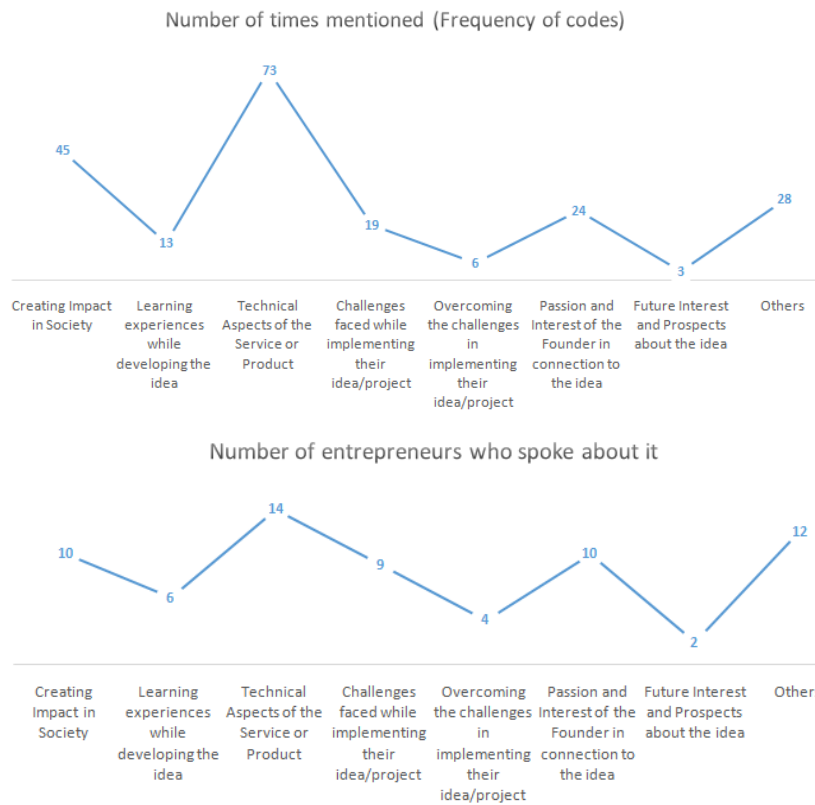 Number of times mentioned (Frequency of codes)
73
45
28
24
19
13
6
3
Creating Impact
in Society
Learning
experiences
while
developing the
idea
Technical
Aspects of the
Service or
Product
Challenges
faced while
implementing
their
idea/project
Overcoming
the challenges
in
implementing
their
idea/project
Passion and
Interest of the
Founder in
connection to
the idea
Future Interest
and Prospects
about the idea
Others
Number of entrepreneurs who spoke about it
14
12
10
10
9
6
4
2
Creating
Impact in
Society
Learning
experiences
while
developing the
idea
Technical
Aspects of the
Service or
Product
Challenges
faced while
implementing
their
idea/project
Overcoming
the challenges
in
implementing
their
idea/project
Passion and
Interest of the
Founder in
connection to
the idea
Future Interest
and Prospects
about the idea
Other